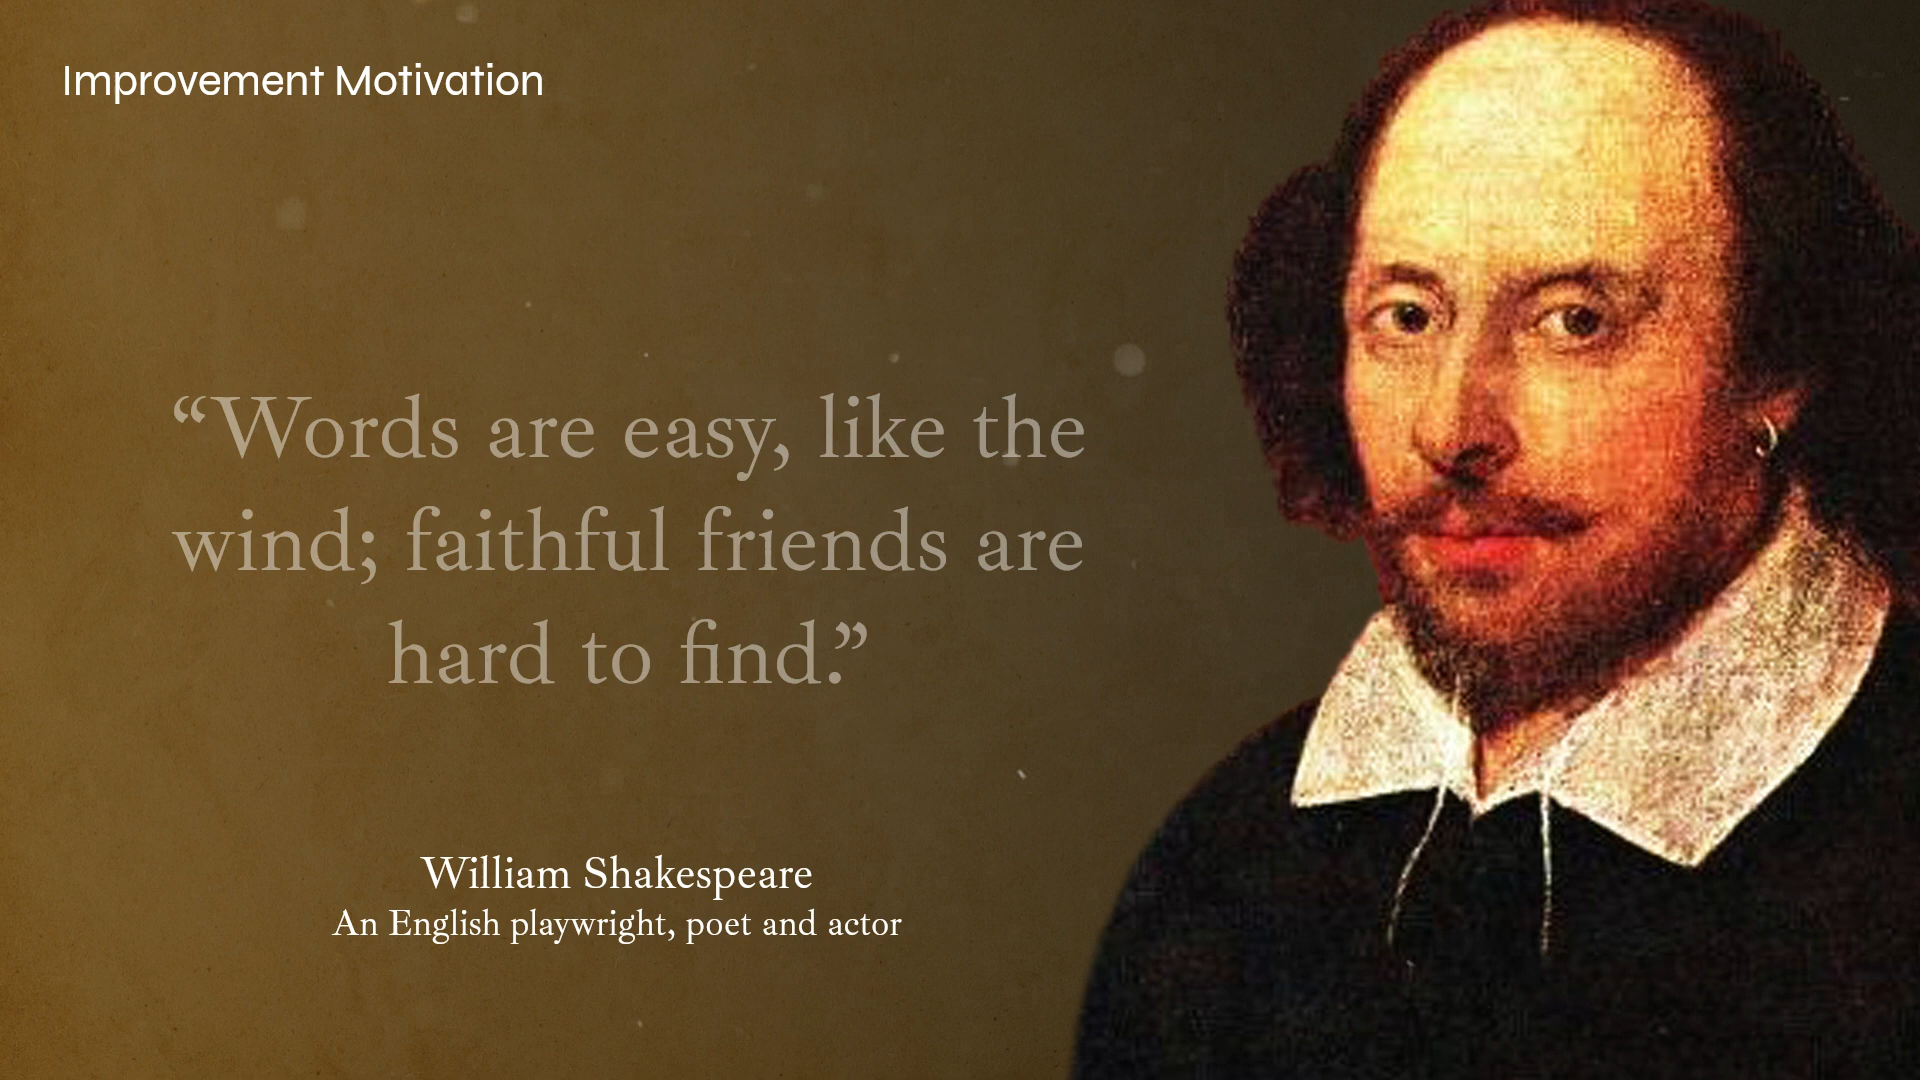 Improvement Motivation
“Words are easy, like the
wind; faithful friends are
hard to find.”
William Shakespeare
An English playwright, poet and actor